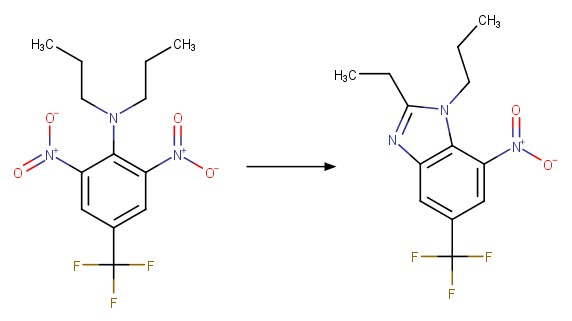 H₃C CH₃
O⁻ N O
N⁺ N⁺
O O⁻
F F
F
CH₃
H₃C
N O
N N⁺
O⁻
F F
F